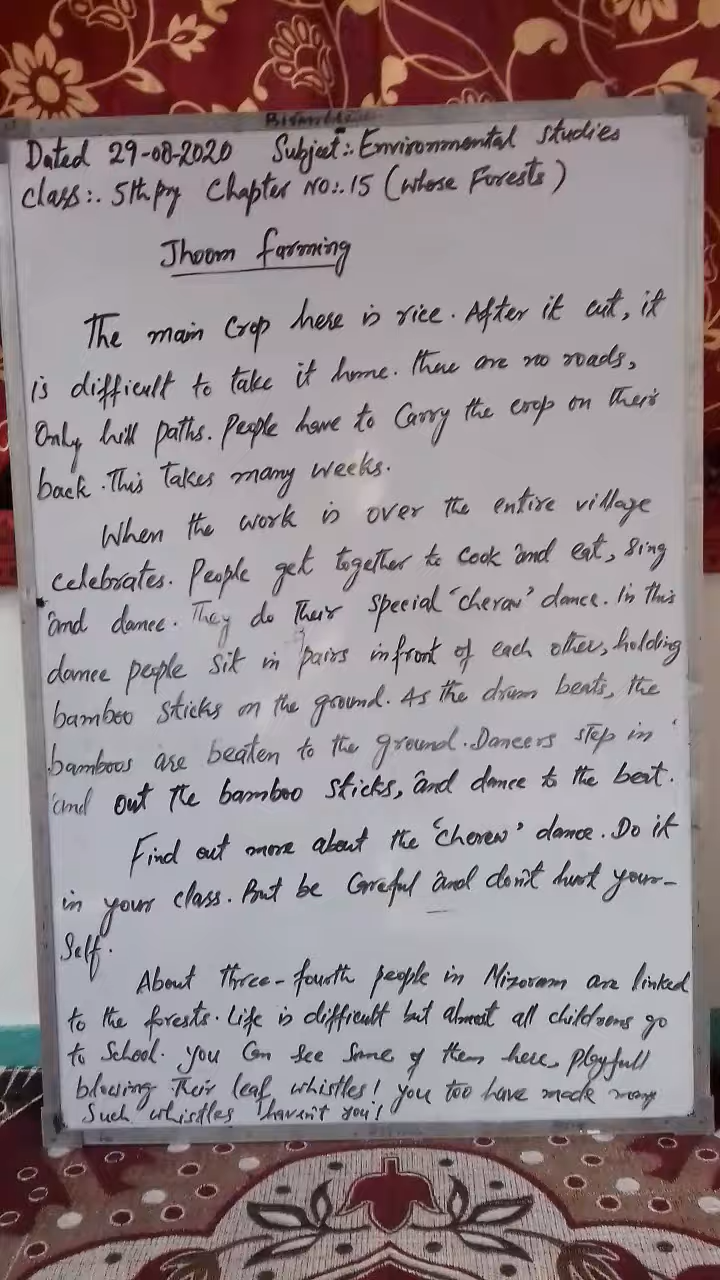 Dated 29-08-2020 Subject:. Environmental studies
class:. 5th pry Chapter No:. 15 (whose Forests)
Jhoom farming
The main Crop here is rice. After it cut, it
is difficult to take it home. there are no roads,
Only hill paths. People have to Carry the crop on their
back. This takes many weeks.
When the work is over the entire village
celebrates. People get together to cook and eat, sing
and dance. They do their special 'cheraw' dance. In this
dance people sit in pairs infront of each other, holding
bamboo sticks on the ground. As the drum beats, the
bamboos are beaten to the ground. Dancers step in
and out the bamboo sticks, and dance to the beat.
Find out more about the 'cherew' dance. Do it
in your class. But be Careful and don't hurt your-
self.
About three-fourth people in Mizoram are linked
to the forests. Life is difficult but almost all childrens go
to School. you Can see Some of them here, playfull
blowing Their leaf whistles! you too have made many
Such whistles haven't you!